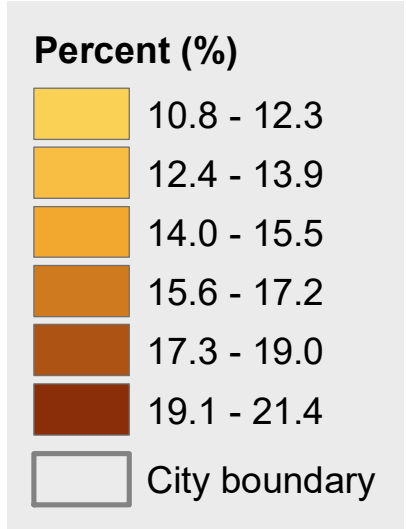 Percent (%)
10.8 - 12.3
12.4 - 13.9
14.0 - 15.5
15.6 - 17.2
17.3 - 19.0
19.1 - 21.4
City boundary